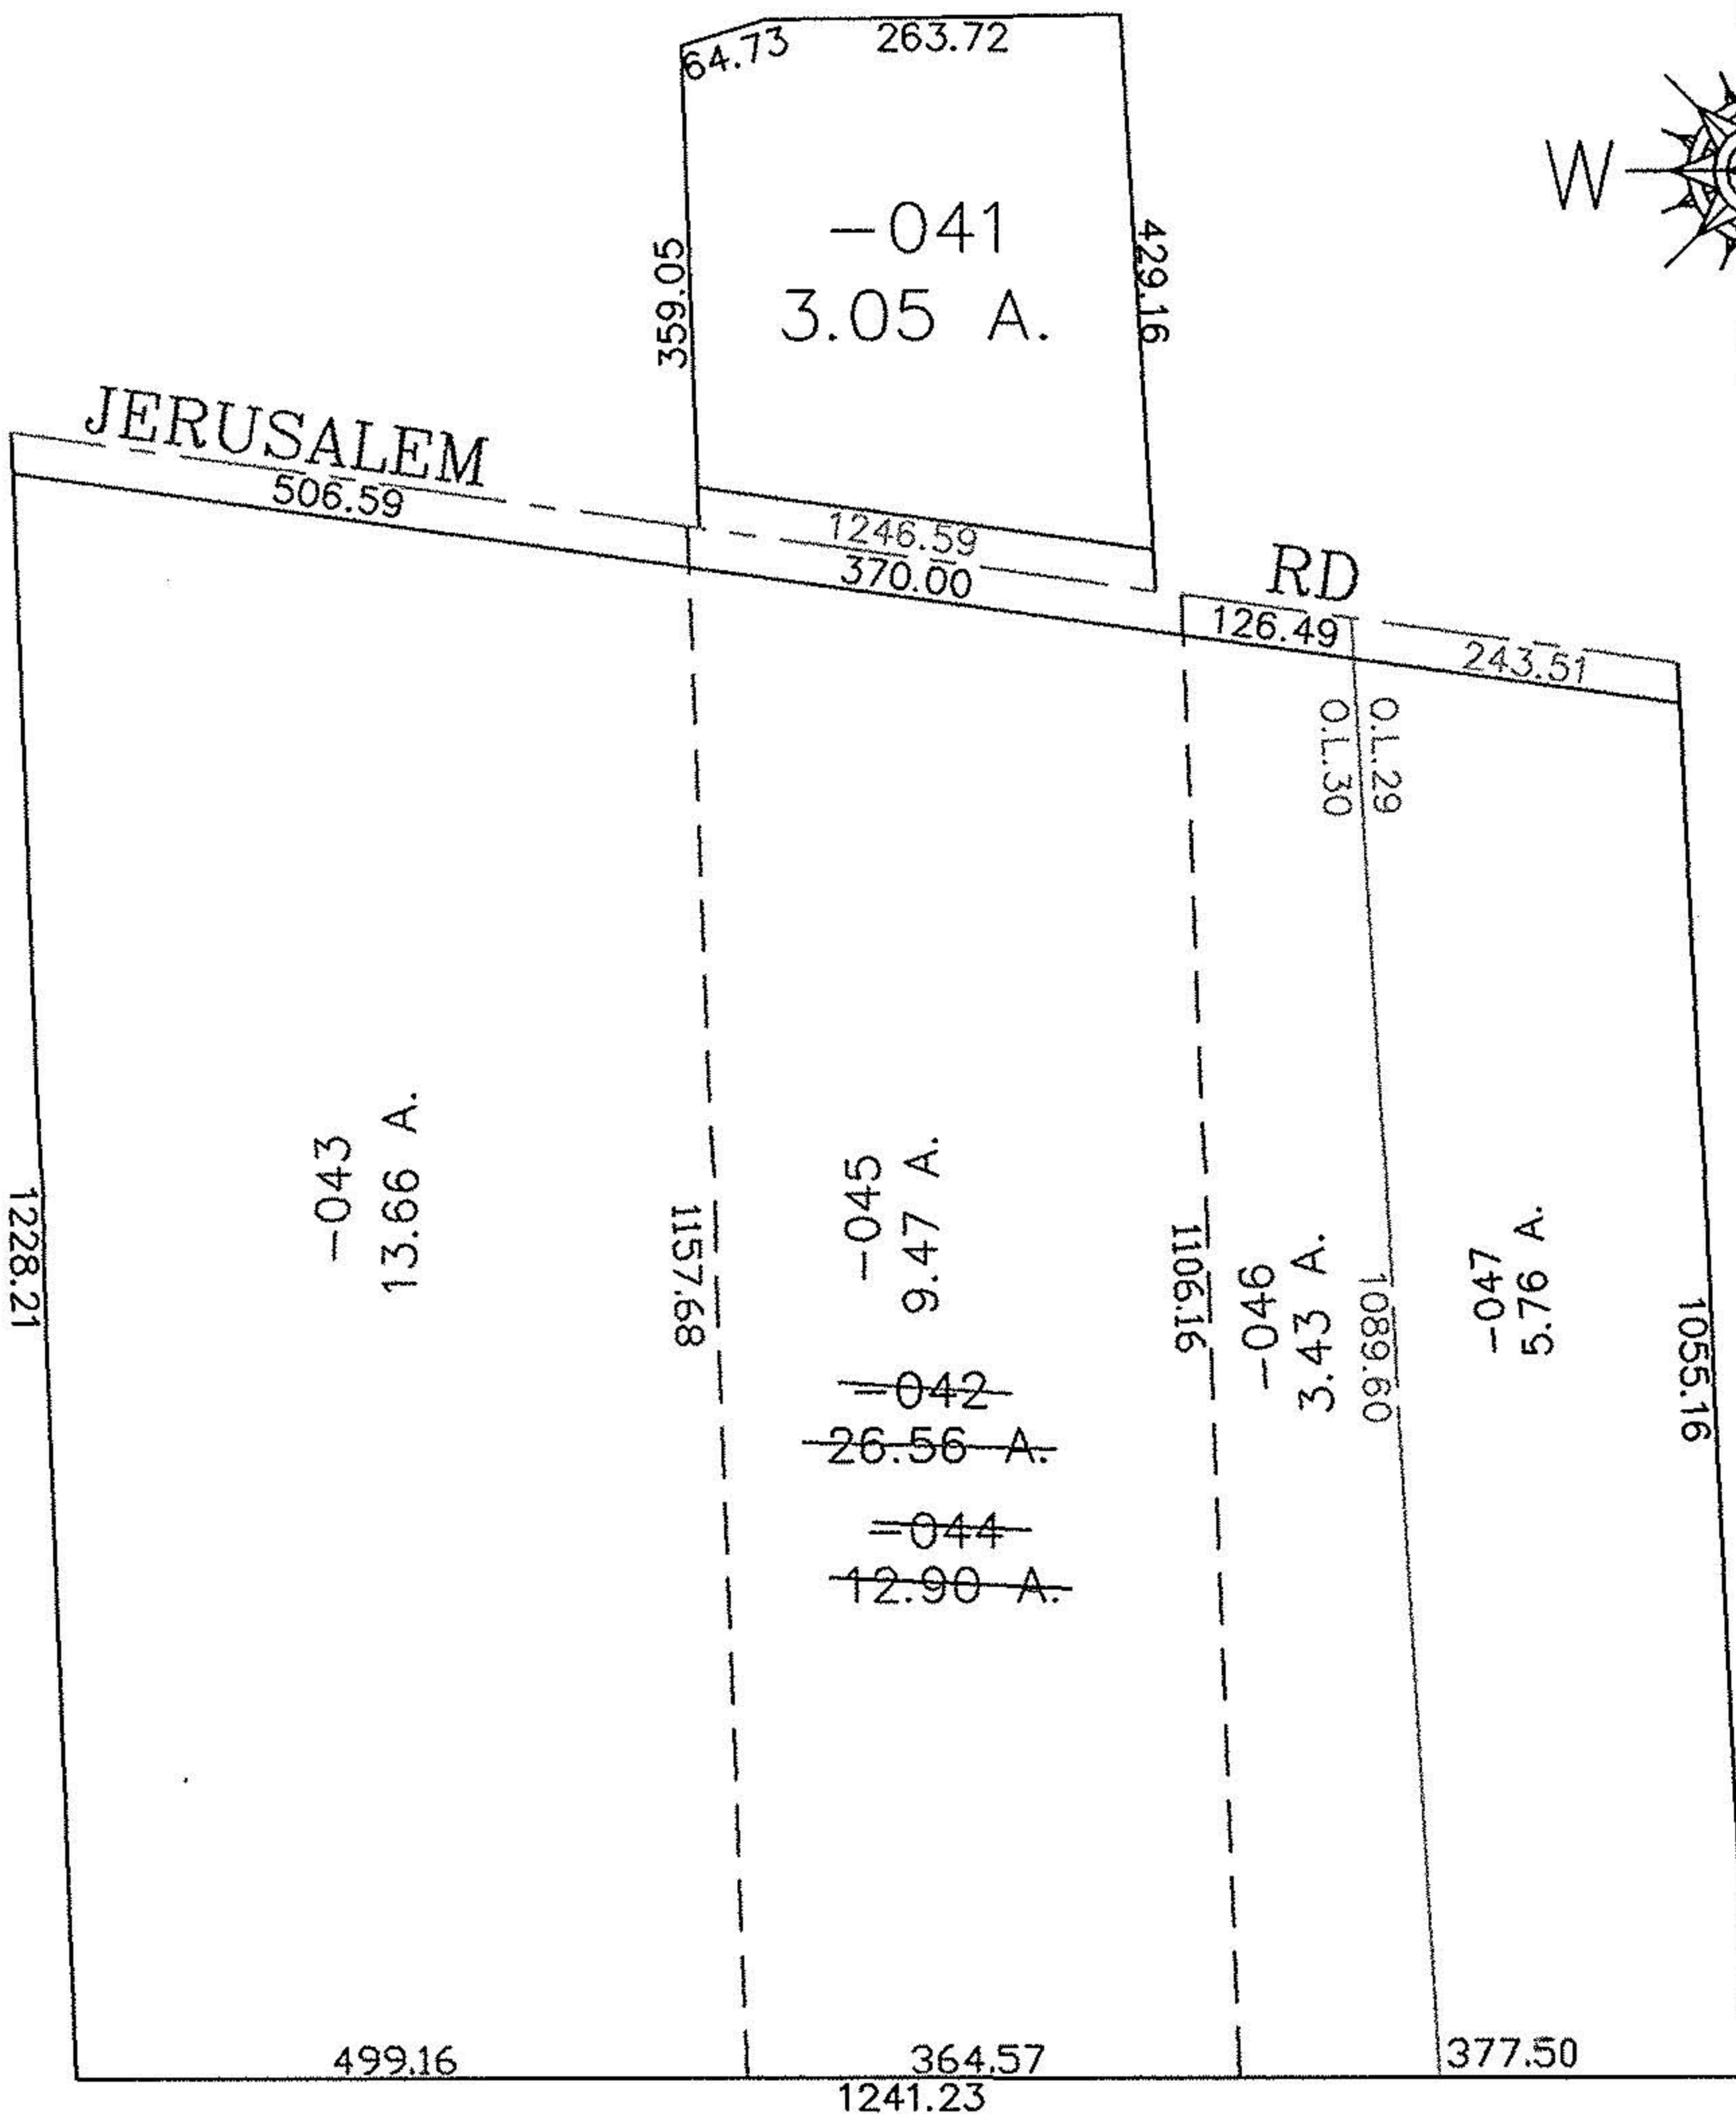 64.73
263.72
W
-041
3.05 A.
359.05
429.16
JERUSALEM
506.59
1246.59
370.00
RD
126.49
243.51
O.L.29
O.L.30
-043
13.66 A.
-045
9.47 A.
-042
26.56 A.
-044
12.90 A.
-046
3.43 A.
-047
5.76 A.
1228.21
1157.68
1106.16
1089.60
1055.16
499.16
364.57
377.50
1241.23